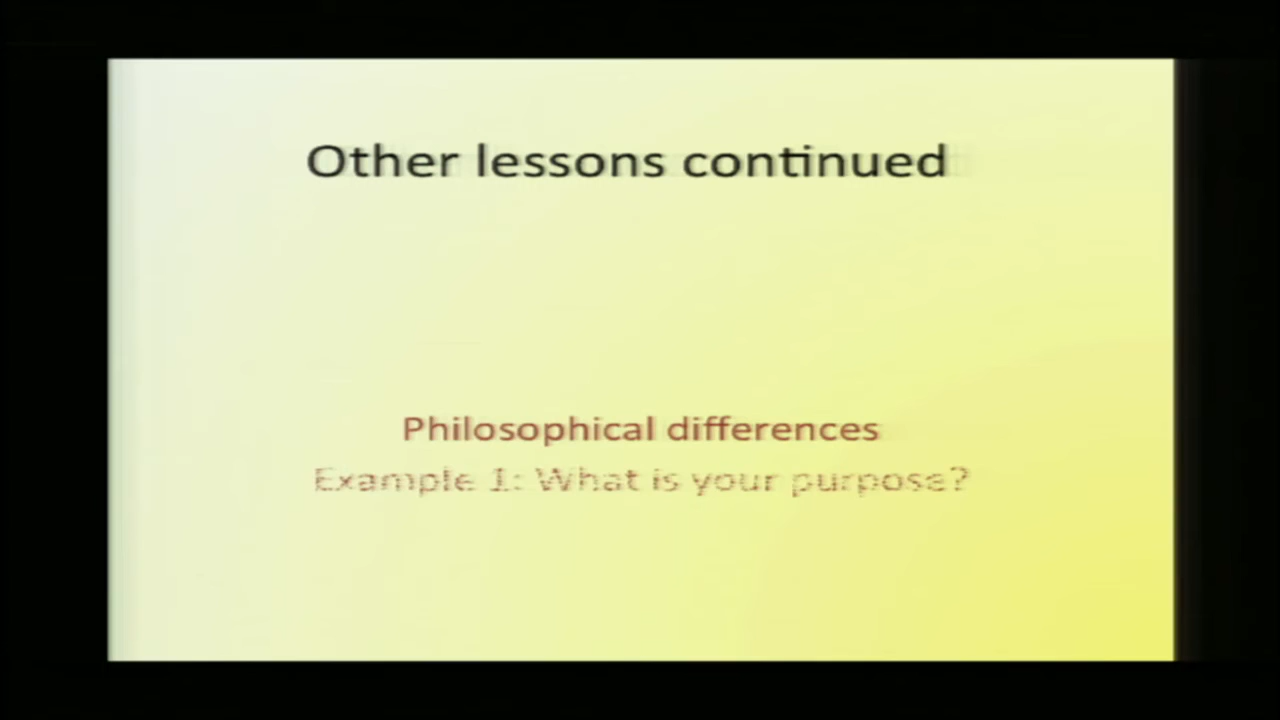 Other lessons continued
Philosophical differences
Example 1: What is your purpose?